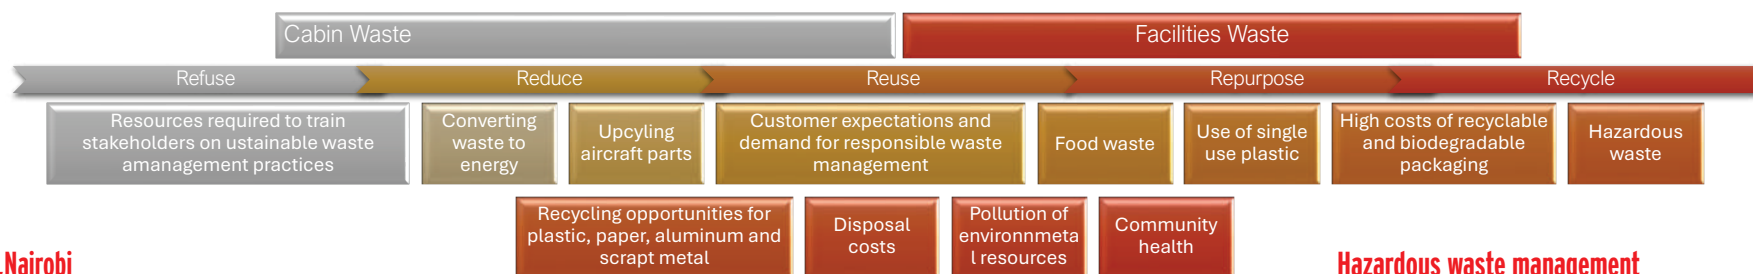 Cabin Waste
Facilities Waste
Refuse
Reduce
Reuse
Repurpose
Recycle
Resources required to train
stakeholders on ustainable waste
amanagement practices
Converting
waste to
energy
Upcyling
aircraft parts
Customer expectations and
demand for responsible waste
management
Food waste
Use of single
use plastic
High costs of recyclable
and biodegradable
packaging
Hazardous
waste
Recycling opportunities for
plastic, paper, aluminum and
scrapt metal
Disposal
costs
Pollution of
environnmeta
l resources
Community
health
.Nairobi
Hazardous waste management